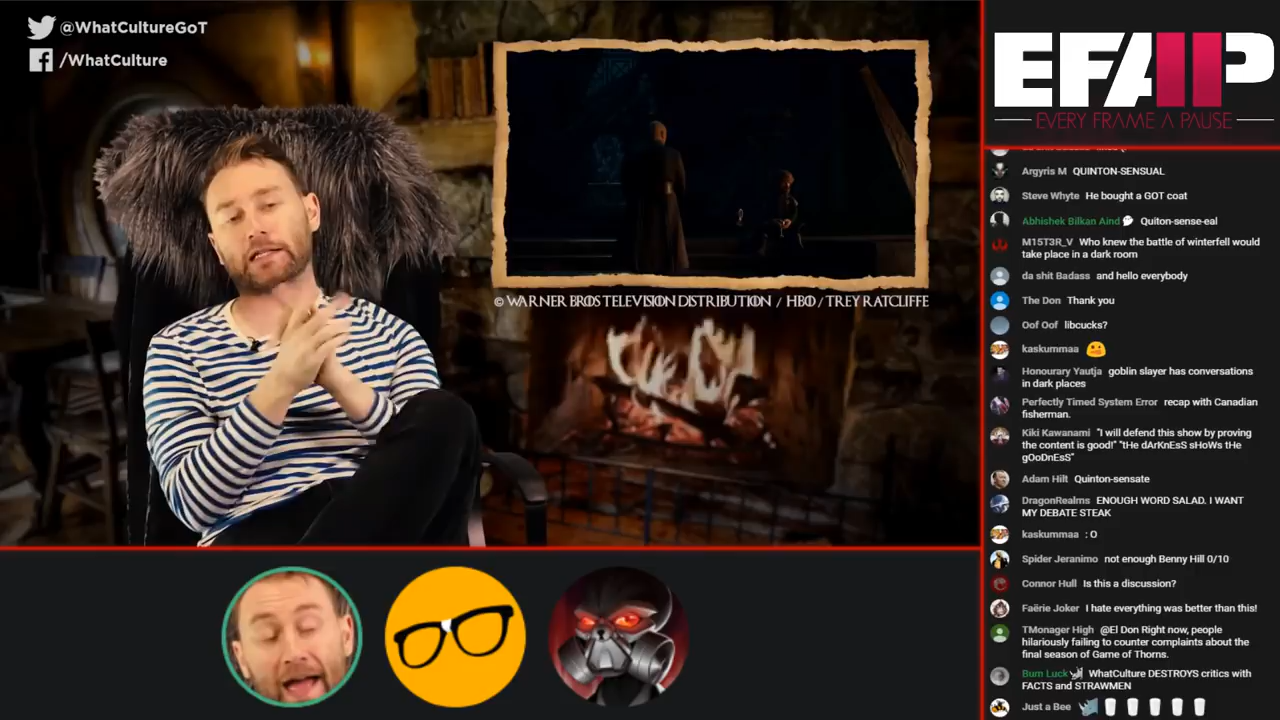 @WhatCultureGoT
/WhatCulture
© WARNER BROS TELEVISION DISTRIBUTION / HBO / TREY RATCLIFFE
EFAP
EVERY FRAME A PAUSE
Argyris M QUINTON-SENSUAL
Steve Whyte He bought a GOT coat
Abhishek Bilkan Aind Quiton-sense-eal
M15T3R_V Who knew the battle of winterfell would
take place in a dark room
da shit Badass and hello everybody
The Don Thank you
Oof Oof libcucks?
kaskummaa
Honourary Yautja goblin slayer has conversations
in dark places
Perfectly Timed System Error recap with Canadian
fisherman.
Kiki Kawanami "I will defend this show by proving
the content is good!" "tHe dArKnEsS sHoWs tHe
gOoDnEsS"
Adam Hilt Quinton-sensate
DragonRealms ENOUGH WORD SALAD. I WANT
MY DEBATE STEAK
kaskummaa : O
Spider Jeranimo not enough Benny Hill 0/10
Connor Hull Is this a discussion?
Faërie Joker I hate everything was better than this!
TMonager High @El Don Right now, people
hilariously failing to counter complaints about the
final season of Game of Thorns.
Burn Luck WhatCulture DESTROYS critics with
FACTS and STRAWMEN
Just a Bee